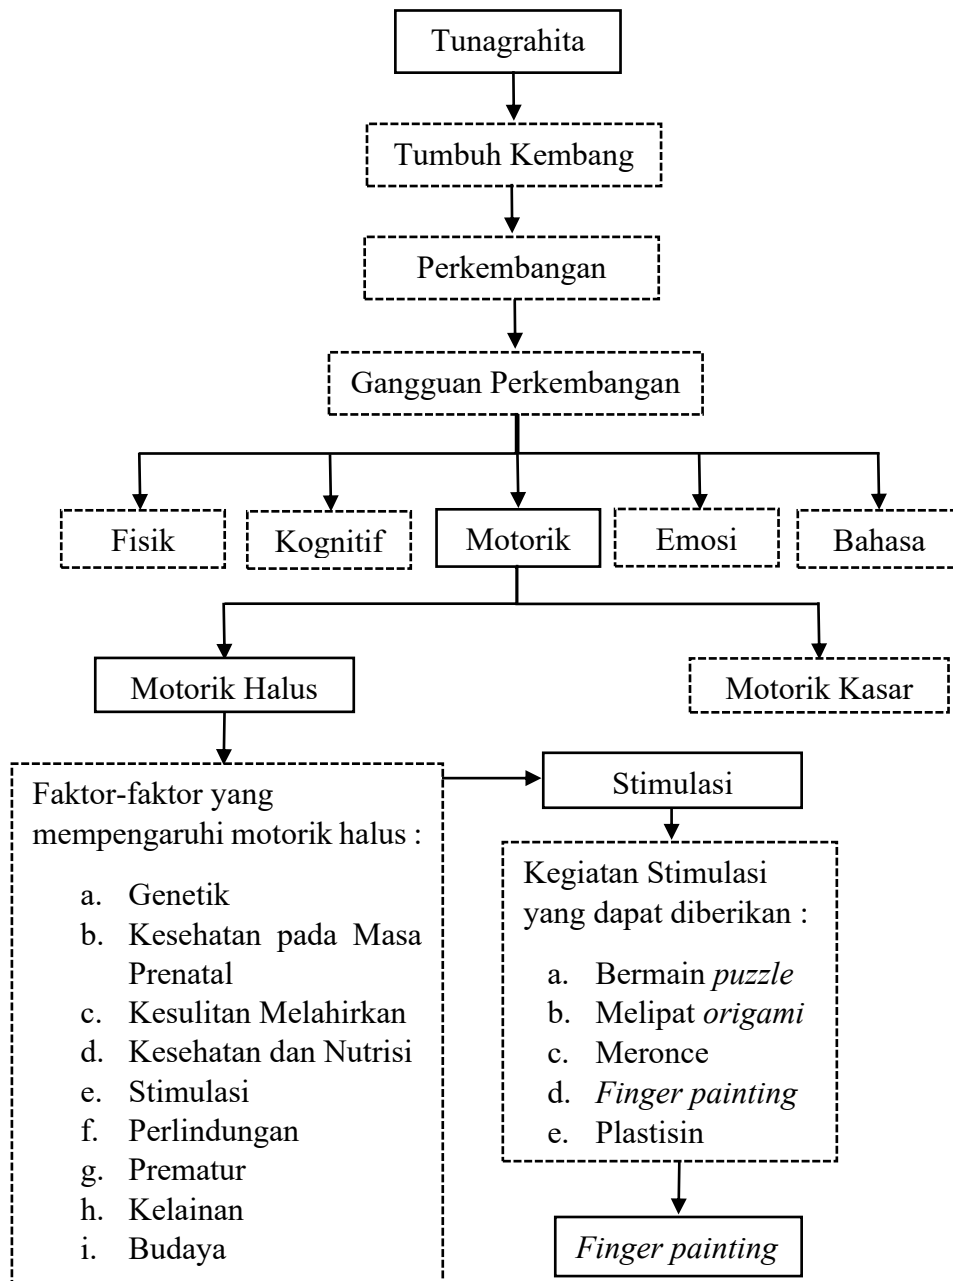 Tunagrahita
Tumbuh Kembang
Perkembangan
Gangguan Perkembangan
Fisik
Kognitif
Motorik
Emosi
Bahasa
Motorik Halus
Motorik Kasar
Faktor-faktor yang
mempengaruhi motorik halus :
a. Genetik
b. Kesehatan pada Masa
Prenatal
c. Kesulitan Melahirkan
d. Kesehatan dan Nutrisi
e. Stimulasi
f. Perlindungan
g. Prematur
h. Kelainan
i. Budaya
Stimulasi
Kegiatan Stimulasi
yang dapat diberikan :
a. Bermain puzzle
b. Melipat origami
c. Meronce
d. Finger painting
e. Plastisin
Finger painting